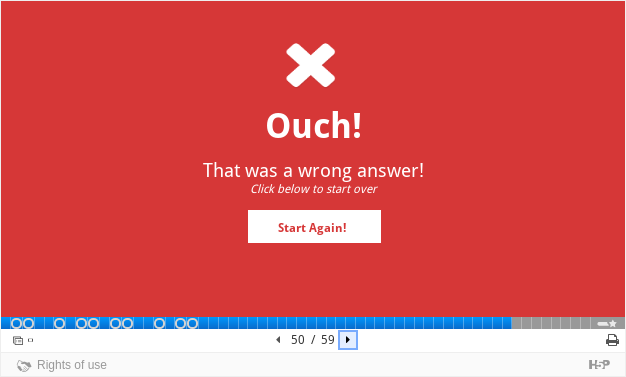 Ouch!
That was a wrong answer!
Click below to start over
Start Again!
50 / 59
Rights of use
H5P